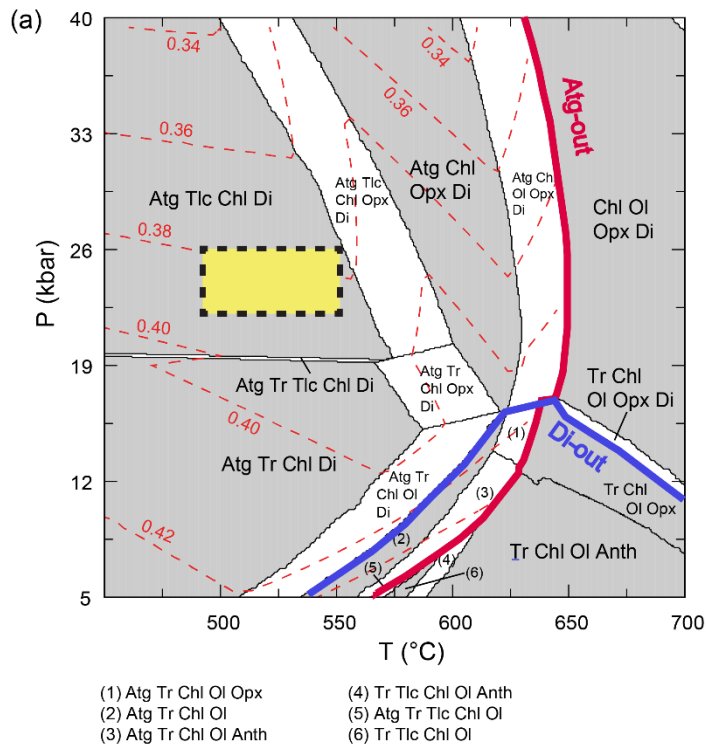 (a)
40
33
26
19
12
5
P (kbar)
500
550
600
625
650
700
T (°C)
0.34
0.36
0.38
0.40
0.40
0.42
0.34
0.36
Atg Tlc Chl Di
Atg Tlc
Chl Opx
Di
Atg Chl
Opx Di
Atg Ch
Ol Opx
Di
Atg-out
Chl Ol
Opx Di
Atg Tr Tlc Chl Di
Atg Tr
Chl Opx
Di
Tr Chl
Ol Opx Di
Atg Tr Chl Di
Atg Tr
Chl Ol
Di
(1)
Di-out
Tr Chl
Ol Opx
(2)
(3)
Tr Chl Ol Anth
(5)
(4)
(6)
(1) Atg Tr Chl Ol Opx
(2) Atg Tr Chl Ol
(3) Atg Tr Chl Ol Anth
(4) Tr Tlc Chl Ol Anth
(5) Atg Tr Tlc Chl Ol
(6) Tr Tlc Chl Ol